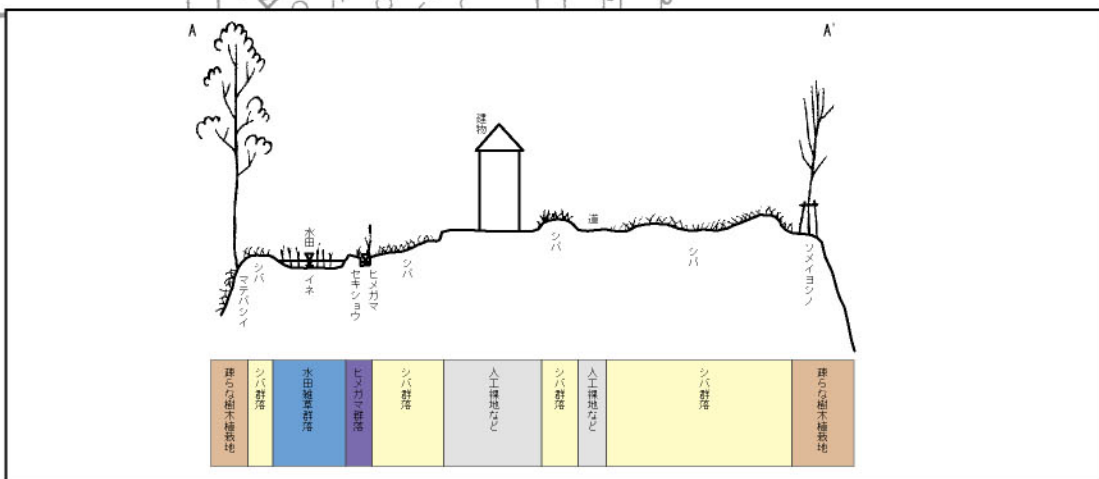 A
A'
建物
水田
道
シバ
マテバシイ
イネ
セキショウ
ヒメガマ
シバ
シバ
シバ
ソメイヨシノ
疎らな樹木植栽地
シバ群落
水田雑草群落
ヒメガマ群落
シバ群落
人工裸地など
シバ群落
人工裸地など
シバ群落
疎らな樹木植栽地